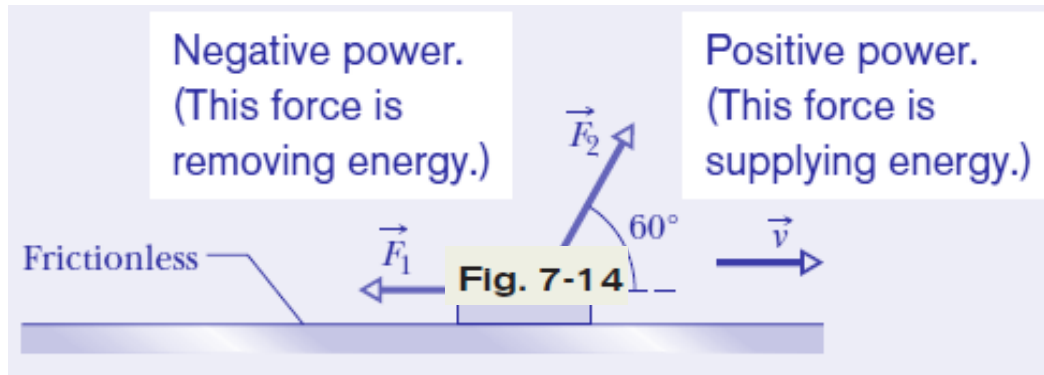 Negative power.
(This force is
removing energy.)
Positive power.
(This force is
supplying energy.)
F₂
60°
v
Frictionless
F₁
Fig. 7-14